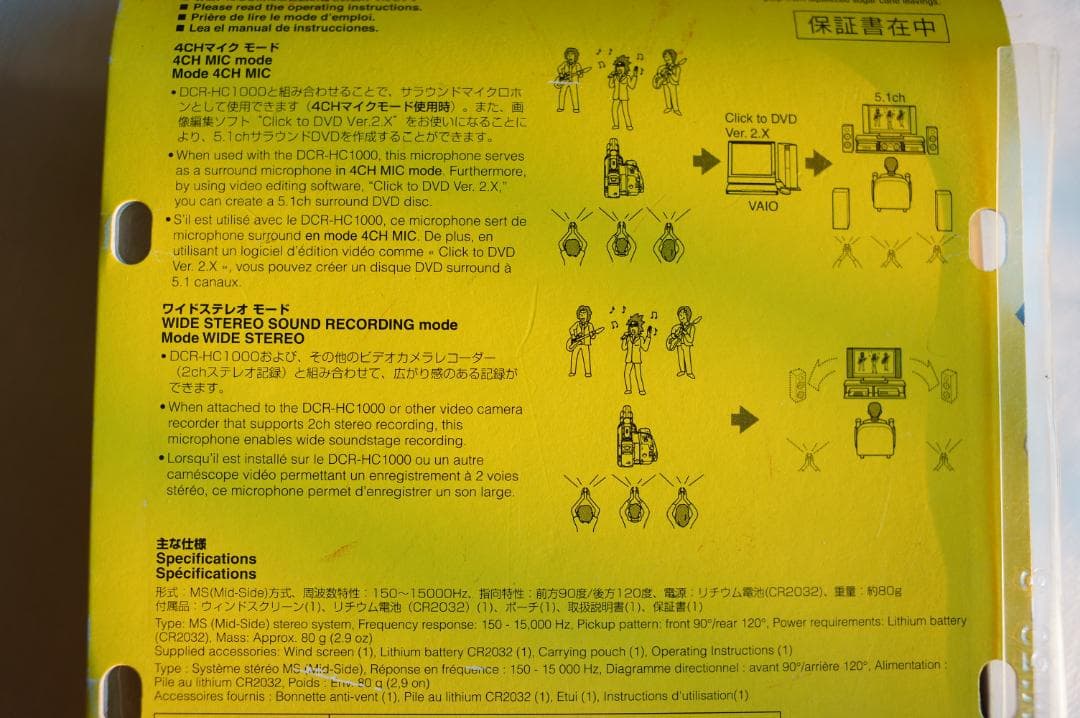 ■ Please read the operating instructions.
■ Prière de lire le mode d'emploi.
■ Lea el manual de instrucciones.
sugar cane leavings.
保証書在中
4CHマイク モード
4CH MIC mode
Mode 4CH MIC
• DCR-HC1000と組み合わせることで、サラウンドマイクロホ
ンとして使用できます（4CHマイクモード使用時）。また、画
像編集ソフト “Click to DVD Ver.2.X” をお使いになることに
より、5.1chサラウンドDVDを作成することができます。
• When used with the DCR-HC1000, this microphone serves
as a surround microphone in 4CH MIC mode. Furthermore,
by using video editing software, “Click to DVD Ver. 2.X,”
you can create a 5.1ch surround DVD disc.
• S'il est utilisé avec le DCR-HC1000, ce microphone sert de
microphone surround en mode 4CH MIC. De plus, en
utilisant un logiciel d'édition vidéo comme « Click to DVD
Ver. 2.X », vous pouvez créer un disque DVD surround à
5.1 canaux.
Click to DVD
Ver. 2.X
VAIO
5.1ch
ワイドステレオ モード
WIDE STEREO SOUND RECORDING mode
Mode WIDE STEREO
• DCR-HC1000および、その他のビデオカメラレコーダー
（2chステレオ記録）と組み合わせて、広がり感のある記録が
できます。
• When attached to the DCR-HC1000 or other video camera
recorder that supports 2ch stereo recording, this
microphone enables wide soundstage recording.
• Lorsqu'il est installé sur le DCR-HC1000 ou un autre
caméscope vidéo permettant un enregistrement à 2 voies
stéréo, ce microphone permet d'enregistrer un son large.
主な仕様
Specifications
Spécifications
形式：MS(Mid-Side)方式、周波数特性：150～15000Hz、指向特性：前方90度/後方120度、電源：リチウム電池(CR2032)、重量：約80g
付属品：ウィンドスクリーン(1)、リチウム電池（CR2032）(1)、ポーチ(1)、取扱説明書(1)、保証書(1)
Type: MS (Mid-Side) stereo system, Frequency response: 150 - 15,000 Hz, Pickup pattern: front 90°/rear 120°, Power requirements: Lithium battery
(CR2032), Mass: Approx. 80 g (2.9 oz)
Supplied accessories: Wind screen (1), Lithium battery CR2032 (1), Carrying pouch (1), Operating Instructions (1)
Type : Système stéréo MS (Mid-Side), Réponse en fréquence : 150 - 15 000 Hz, Diagramme directionnel : avant 90°/arrière 120°, Alimentation :
Pile au lithium CR2032, Poids : Env. 80 g (2,9 on)
Accessoires fournis : Bonnette anti-vent (1), Pile au lithium CR2032 (1), Etui (1), Instructions d'utilisation(1)